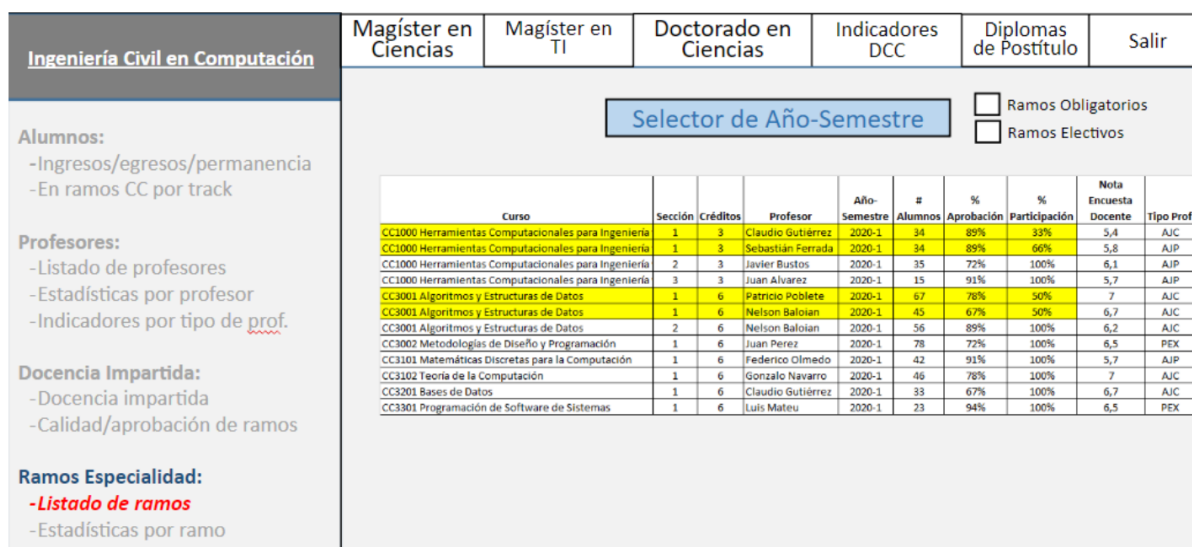 Ingeniería Civil en Computación
Magíster en
Ciencias
Magíster en
TI
Doctorado en
Ciencias
Indicadores
DCC
Diplomas
de Postítulo
Salir
Alumnos:
-Ingresos/egresos/permanencia
-En ramos CC por track
Profesores:
-Listado de profesores
-Estadísticas por profesor
-Indicadores por tipo de prof.
Docencia Impartida:
-Docencia impartida
-Calidad/aprobación de ramos
Ramos Especialidad:
-Listado de ramos
-Estadísticas por ramo
Selector de Año-Semestre
Ramos Obligatorios
Ramos Electivos
Curso Sección Créditos Profesor Año-Semestre # Alumnos % Aprobación % Participación Nota Encuesta Docente Tipo Prof
CC1000 Herramientas Computacionales para Ingeniería 1 3 Claudio Gutiérrez 2020-1 34 89% 33% 5,4 AJC
CC1000 Herramientas Computacionales para Ingeniería 1 3 Sebastián Ferrada 2020-1 34 89% 66% 5,8 AJP
CC1000 Herramientas Computacionales para Ingeniería 2 3 Javier Bustos 2020-1 35 72% 100% 6,1 AJP
CC1000 Herramientas Computacionales para Ingeniería 3 3 Juan Alvarez 2020-1 15 91% 100% 5,7 AJP
CC3001 Algoritmos y Estructuras de Datos 1 6 Patricio Poblete 2020-1 67 78% 50% 7 AJC
CC3001 Algoritmos y Estructuras de Datos 1 6 Nelson Baloian 2020-1 45 67% 50% 6,7 AJC
CC3001 Algoritmos y Estructuras de Datos 2 6 Nelson Baloian 2020-1 56 89% 100% 6,2 AJC
CC3002 Metodologías de Diseño y Programación 1 6 Juan Perez 2020-1 78 72% 100% 6,5 PEX
CC3101 Matemáticas Discretas para la Computación 1 6 Federico Olmedo 2020-1 42 91% 100% 5,7 AJP
CC3102 Teoría de la Computación 1 6 Gonzalo Navarro 2020-1 46 78% 100% 7 AJC
CC3201 Bases de Datos 1 6 Claudio Gutiérrez 2020-1 33 67% 100% 6,7 AJC
CC3301 Programación de Software de Sistemas 1 6 Luis Mateu 2020-1 23 94% 100% 6,5 PEX